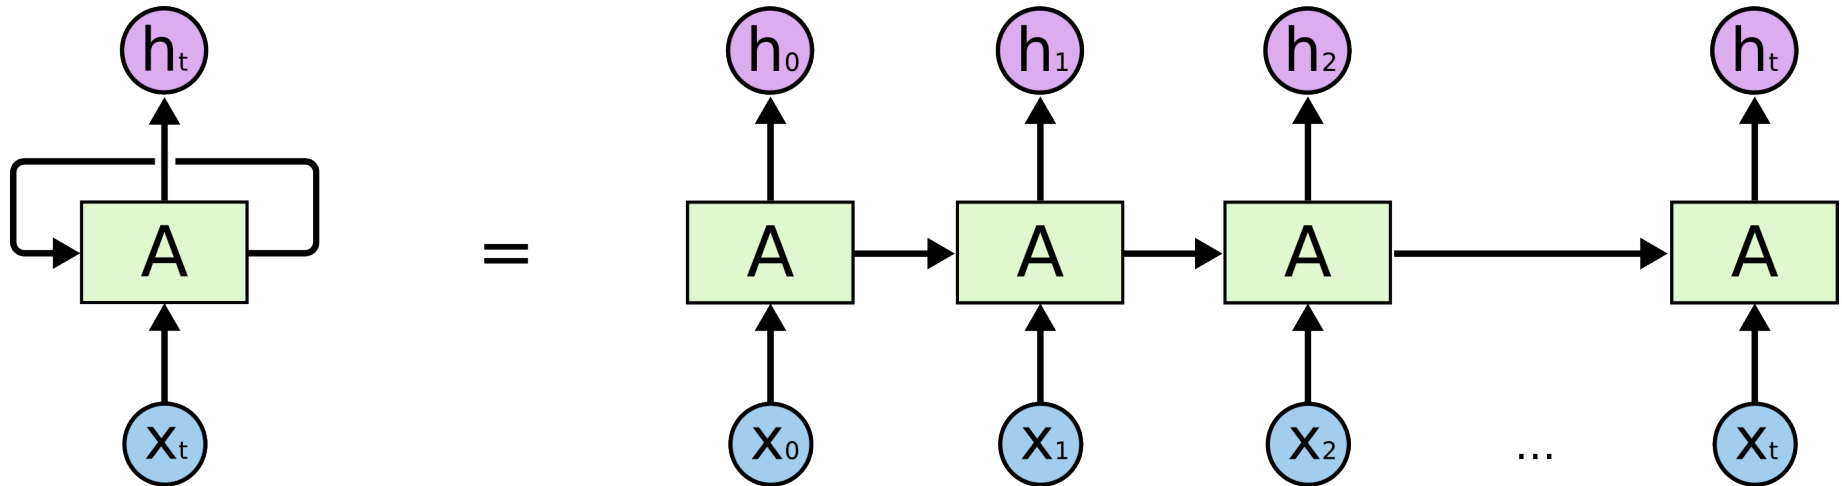 ht h0 h1 h2 ht
A = A A A A
xt x0 x1 x2 ... xt